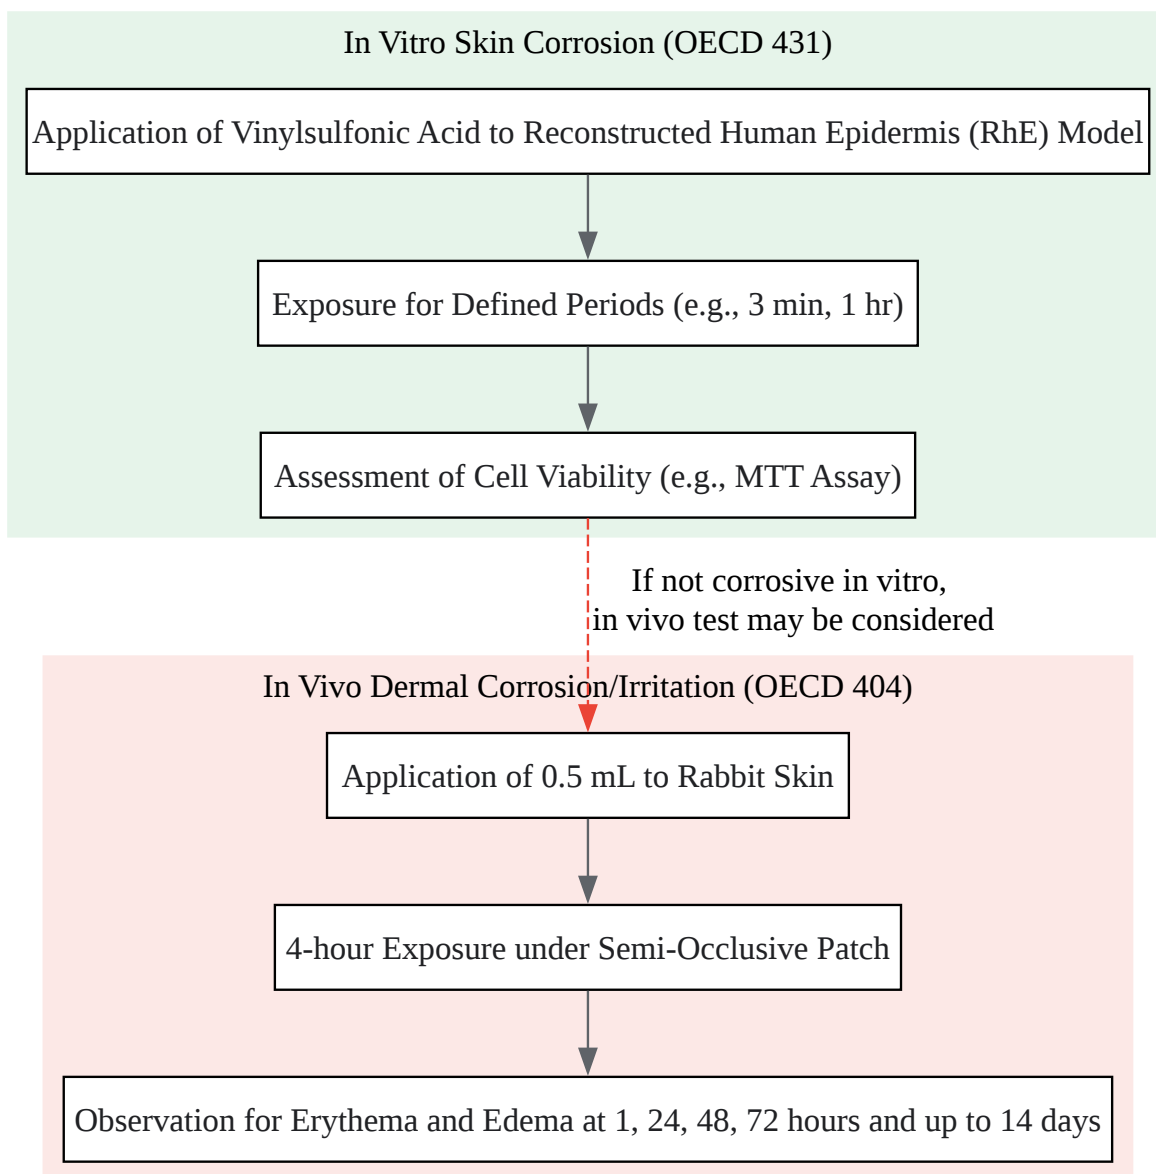 In Vitro Skin Corrosion (OECD 431)
Application of Vinylsulfonic Acid to Reconstructed Human Epidermis (RhE) Model
Exposure for Defined Periods (e.g., 3 min, 1 hr)
Assessment of Cell Viability (e.g., MTT Assay)
If not corrosive in vitro,
in vivo test may be considered
In Vivo Dermal Corrosion/Irritation (OECD 404)
Application of 0.5 mL to Rabbit Skin
4-hour Exposure under Semi-Occlusive Patch
Observation for Erythema and Edema at 1, 24, 48, 72 hours and up to 14 days